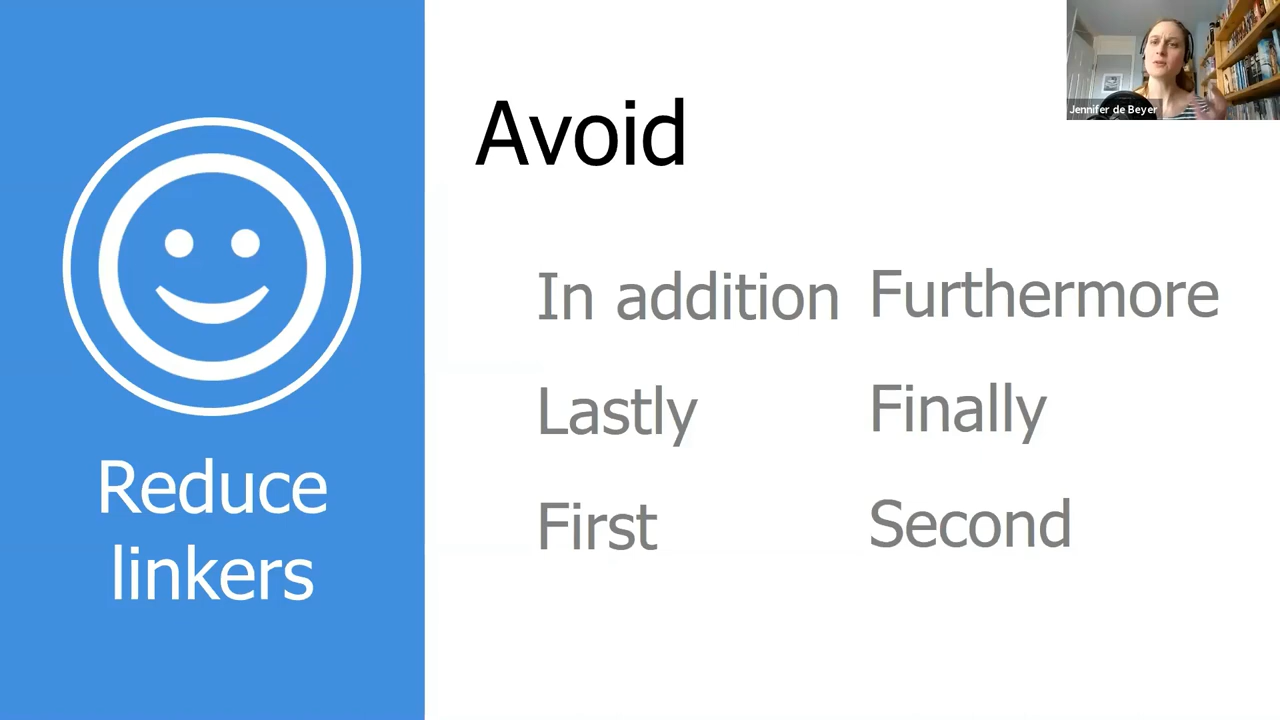 Reduce
linkers
Avoid
In addition
Furthermore
Lastly
Finally
First
Second
Jennifer de Beyer